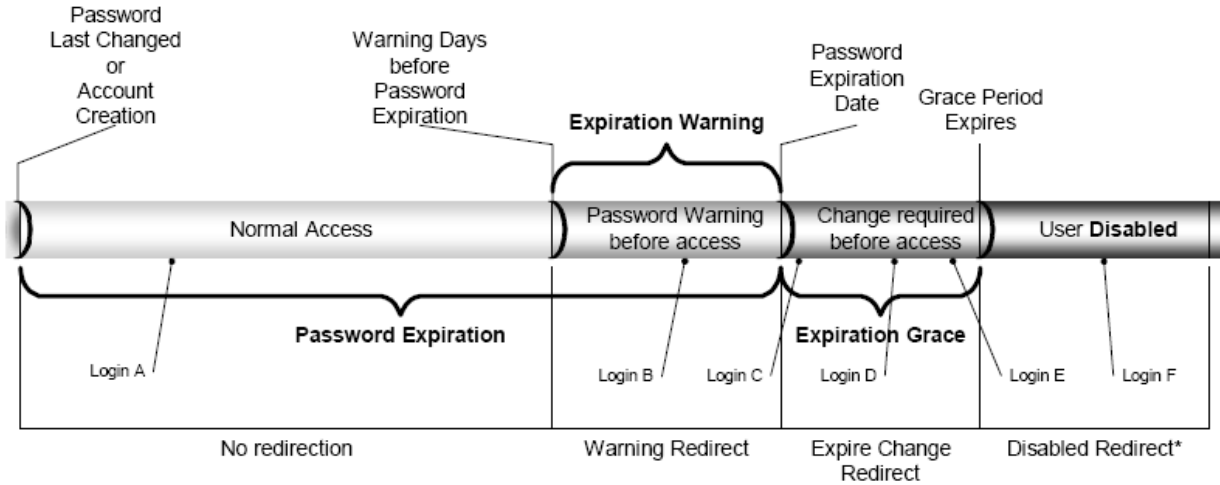 Password
Last Changed
or
Account
Creation
Warning Days
before
Password
Expiration
Expiration Warning
Password
Expiration
Date
Grace Period
Expires
Normal Access
Password Warning
before access
Change required
before access
User Disabled
Password Expiration
Expiration Grace
Login A
Login B
Login C
Login D
Login E
Login F
No redirection
Warning Redirect
Expire Change
Redirect
Disabled Redirect*